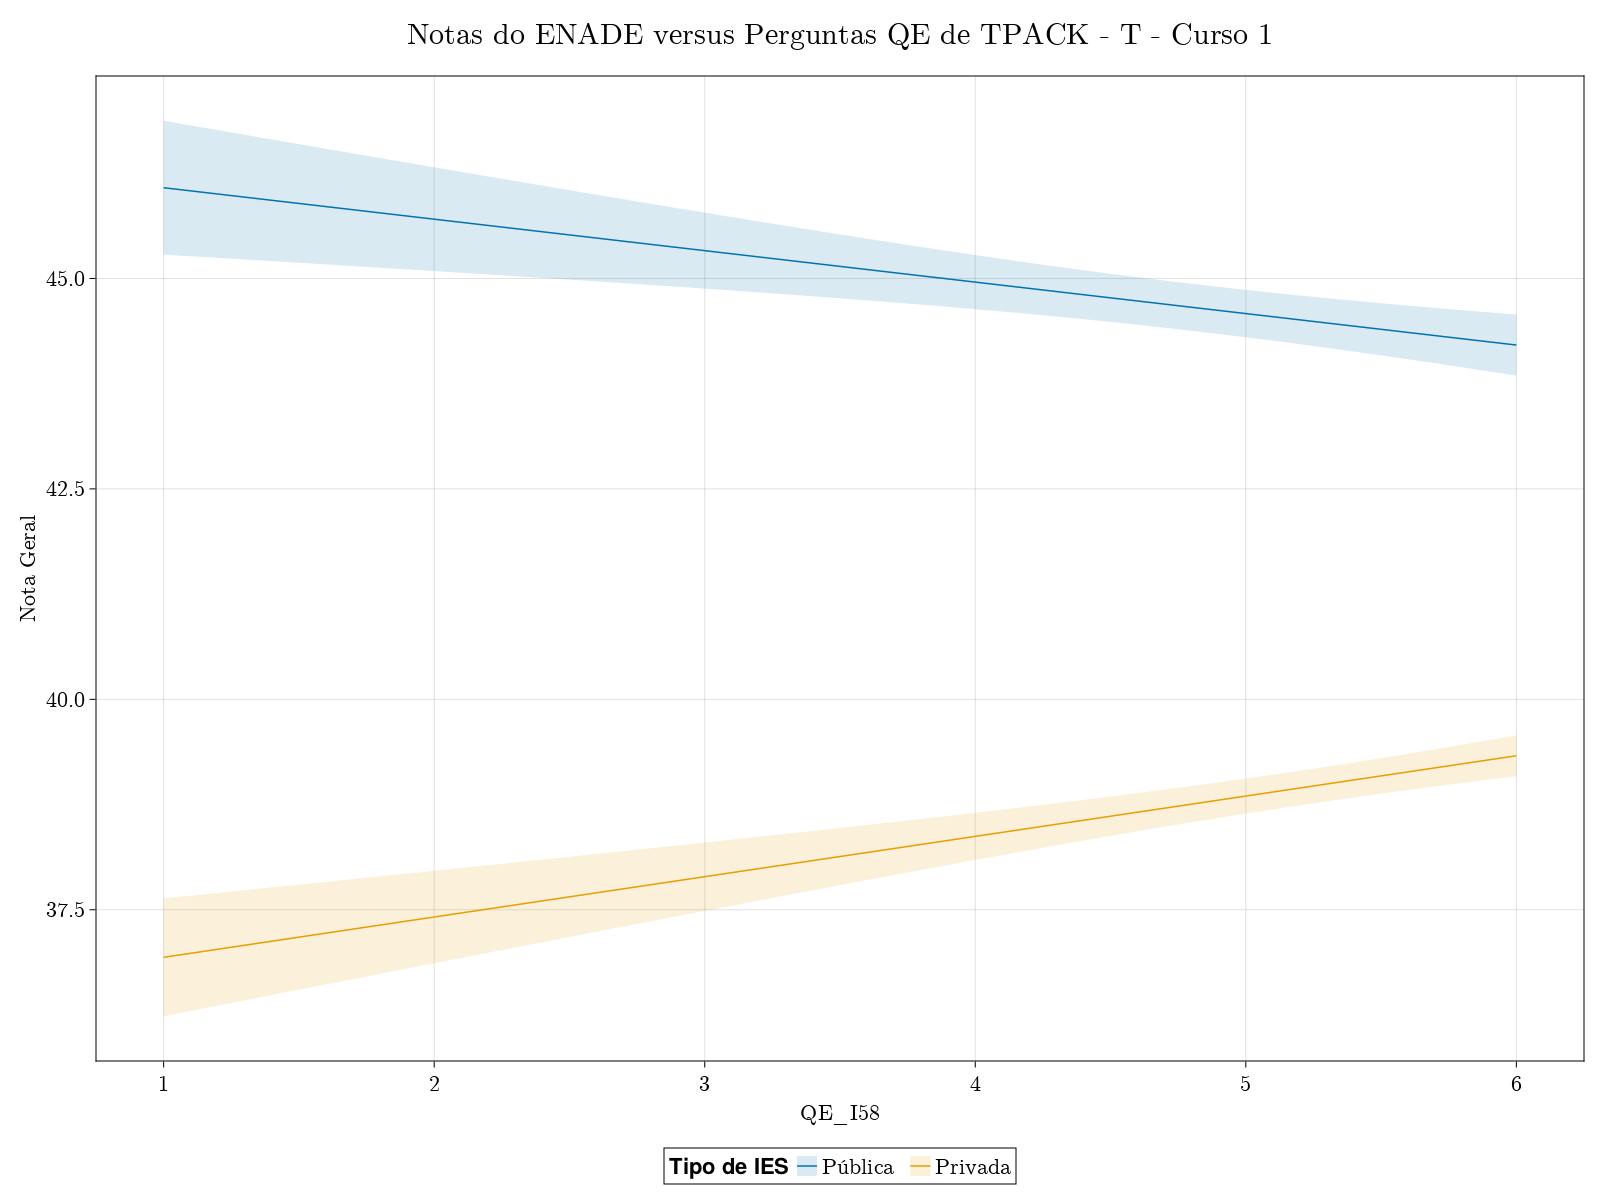 Notas do ENADE versus Perguntas QE de TPACK - T - Curso 1
Nota Geral
45.0
42.5
40.0
37.5
1 2 3 4 5 6
QE_I58
Tipo de IES Pública Privada